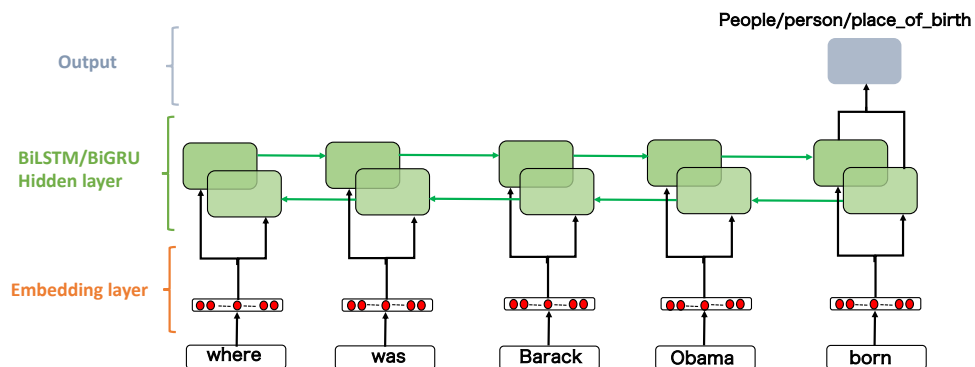 People/person/place_of_birth
Output
BiLSTM/BiGRU
Hidden layer
Embedding layer
where was Barack Obama born